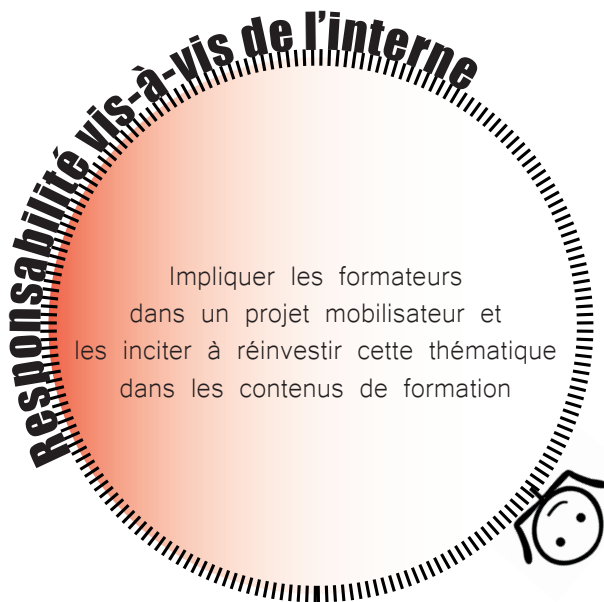 Responsabilité vis-à-vis de l'interne
Impliquer les formateurs
dans un projet mobilisateur et
les inciter à réinvestir cette thématique
dans les contenus de formation